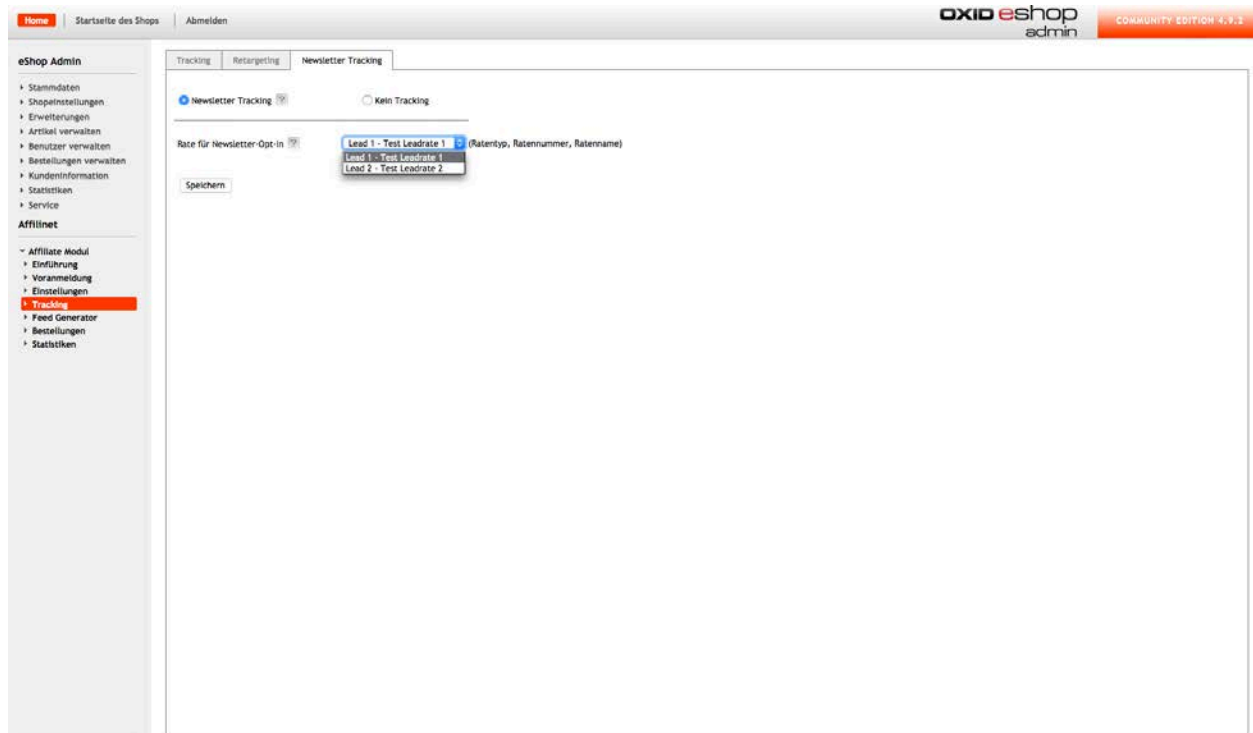 Home
Startseite des Shops
Abmelden
OXID eshop
admin
COMMUNITY EDITION 4.9.2
eShop Admin
Stammdaten
Shopeinstellungen
Erweiterungen
Artikel verwalten
Benutzer verwalten
Bestellungen verwalten
Kundeninformation
Statistiken
Service
Affilinet
Affiliate Modul
Einführung
Voranmeldung
Einstellungen
Tracking
Feed Generator
Bestellungen
Statistiken
Tracking
Retargeting
Newsletter Tracking
Newsletter Tracking ?
Kein Tracking
Rate für Newsletter-Opt-In ?
Lead 1 - Test Leadrate 1
(Ratentyp, Ratennummer, Ratenname)
Lead 1 - Test Leadrate 1
Lead 2 - Test Leadrate 2
Speichern